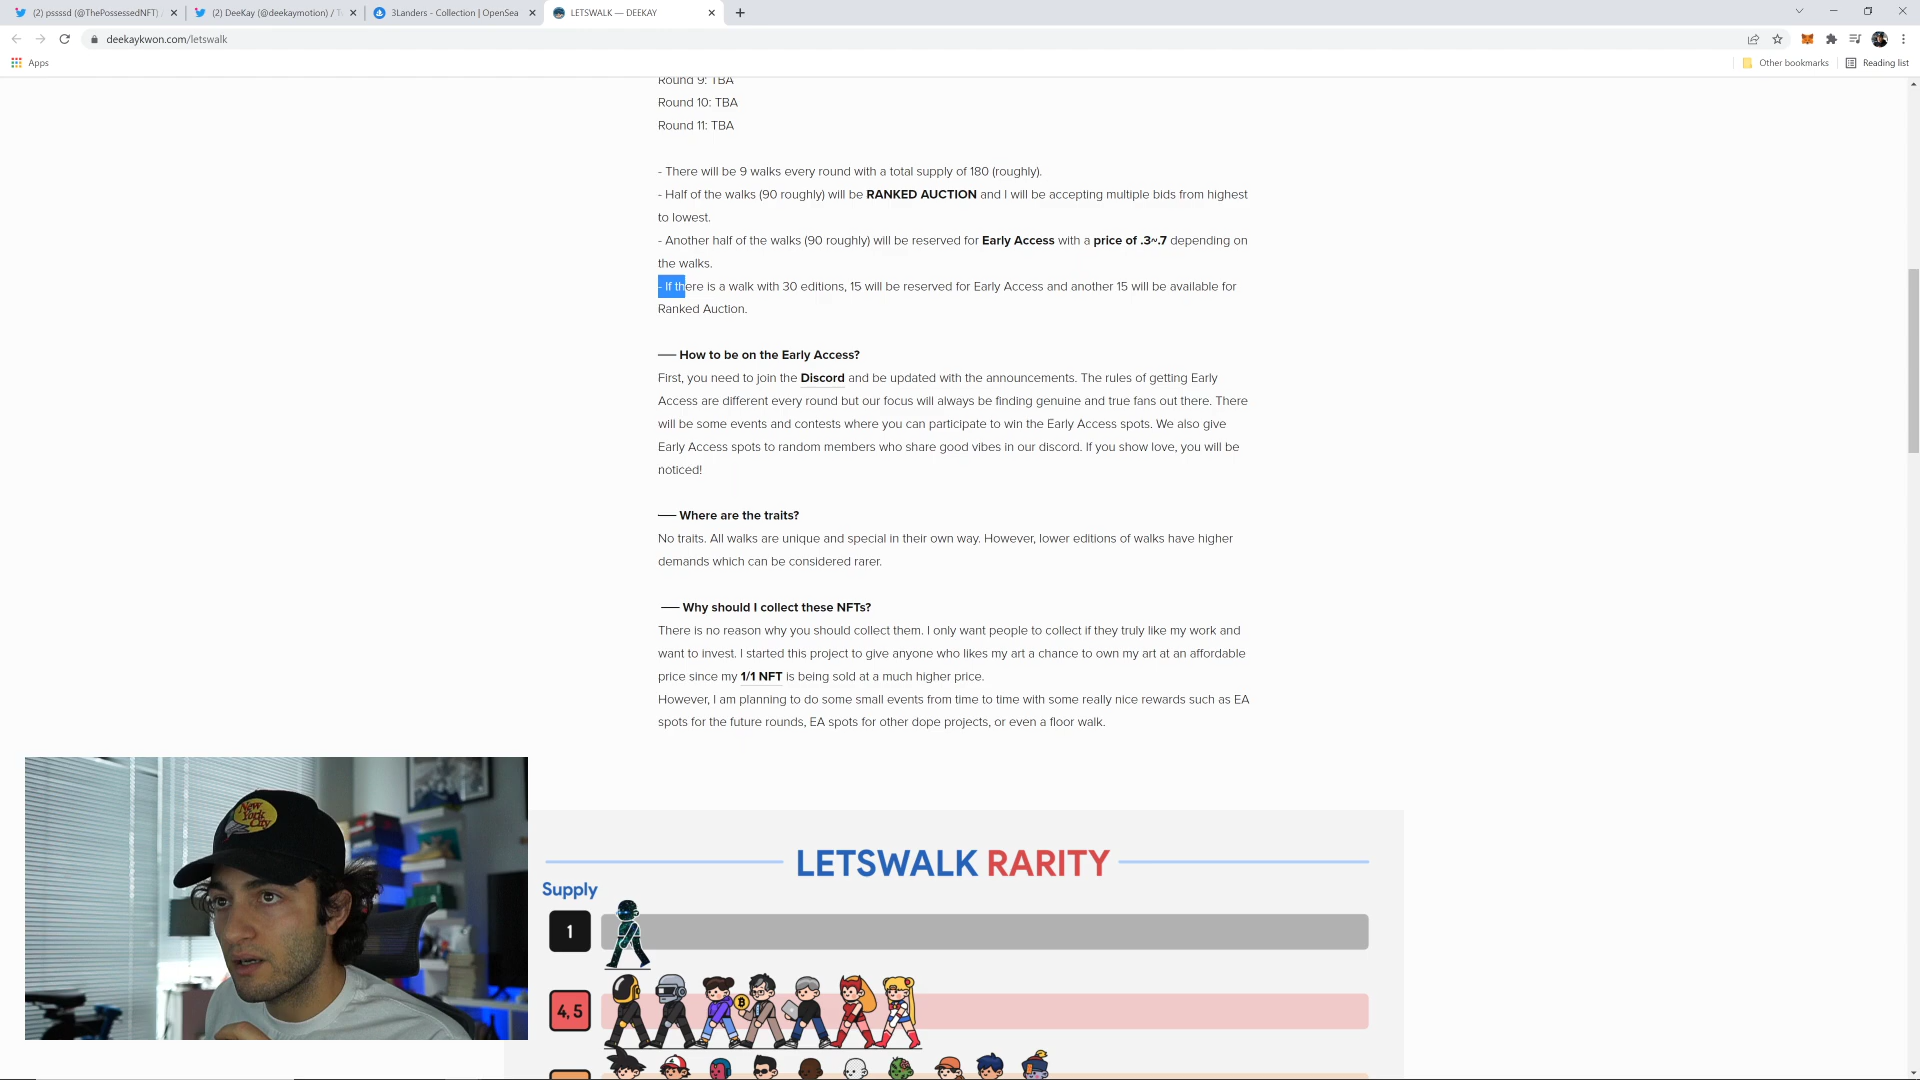 (2) pssssd (@ThePossessedNFT) /
(2) DeeKay (@deekaymotion) / T
3Landers - Collection | OpenSea
LETSWALK — DEEKAY
deekaykwon.com/letswalk
Apps
Other bookmarks
Reading list
Round 9: TBA
Round 10: TBA
Round 11: TBA
- There will be 9 walks every round with a total supply of 180 (roughly).
- Half of the walks (90 roughly) will be RANKED AUCTION and I will be accepting multiple bids from highest
to lowest.
- Another half of the walks (90 roughly) will be reserved for Early Access with a price of .3~.7 depending on
the walks.
- If there is a walk with 30 editions, 15 will be reserved for Early Access and another 15 will be available for
Ranked Auction.
— How to be on the Early Access?
First, you need to join the Discord and be updated with the announcements. The rules of getting Early
Access are different every round but our focus will always be finding genuine and true fans out there. There
will be some events and contests where you can participate to win the Early Access spots. We also give
Early Access spots to random members who share good vibes in our discord. If you show love, you will be
noticed!
— Where are the traits?
No traits. All walks are unique and special in their own way. However, lower editions of walks have higher
demands which can be considered rarer.
— Why should I collect these NFTs?
There is no reason why you should collect them. I only want people to collect if they truly like my work and
want to invest. I started this project to give anyone who likes my art a chance to own my art at an affordable
price since my 1/1 NFT is being sold at a much higher price.
However, I am planning to do some small events from time to time with some really nice rewards such as EA
spots for the future rounds, EA spots for other dope projects, or even a floor walk.
LETSWALK RARITY
Supply
1
4, 5
New York City